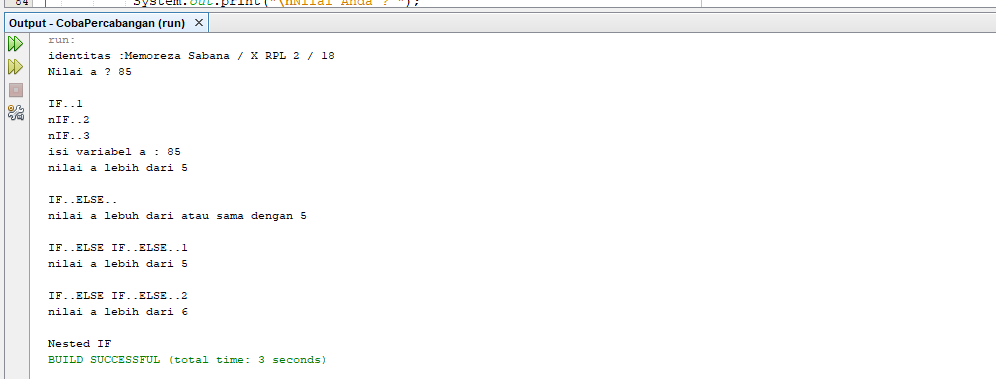 84 System.out.print("\nNilai Anda ? ");
Output - CobaPercabangan (run) ×
run:
identitas :Memoreza Sabana / X RPL 2 / 18
Nilai a ? 85
IF..1
nIF..2
nIF..3
isi variabel a : 85
nilai a lebih dari 5
IF..ELSE..
nilai a lebuh dari atau sama dengan 5
IF..ELSE IF..ELSE..1
nilai a lebih dari 5
IF..ELSE IF..ELSE..2
nilai a lebih dari 6
Nested IF
BUILD SUCCESSFUL (total time: 3 seconds)